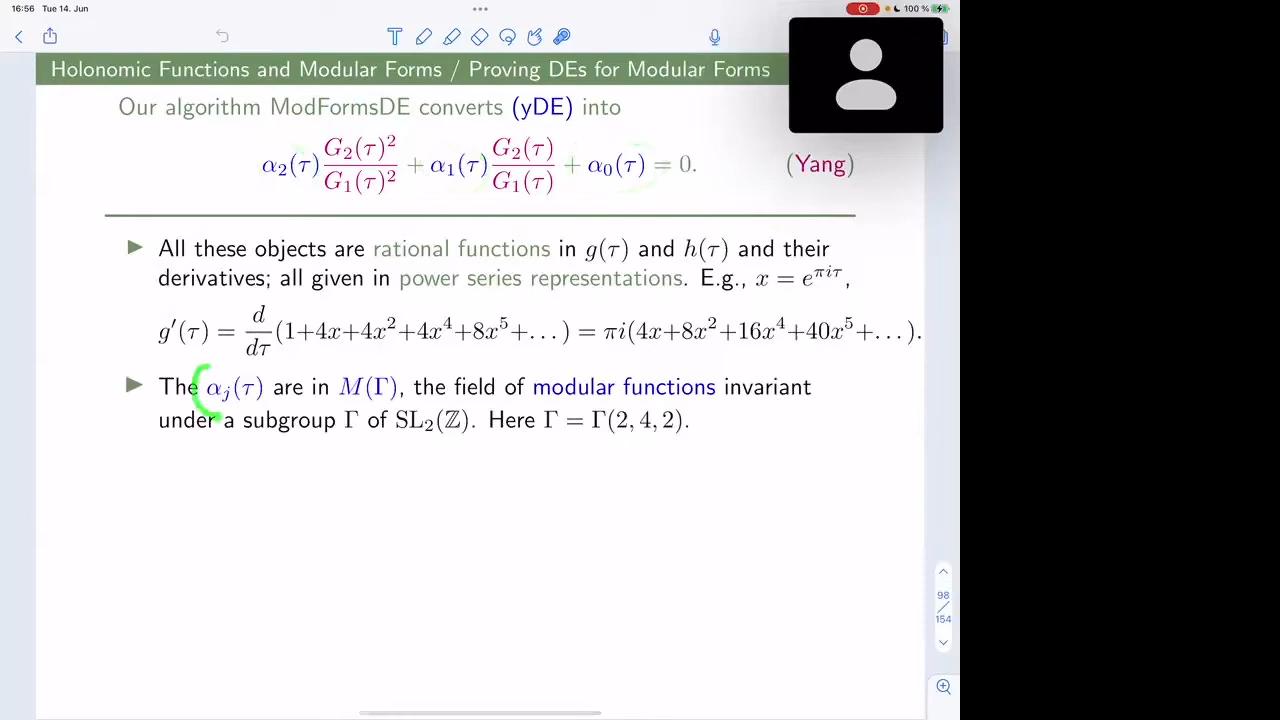 16:56 Tue 14. Jun 100 %
Holonomic Functions and Modular Forms / Proving DEs for Modular Forms
Our algorithm ModFormsDE converts (yDE) into
α₂(τ) G₂(τ)²/G₁(τ)² + α₁(τ) G₂(τ)/G₁(τ) + α₀(τ) = 0. (Yang)
▶ All these objects are rational functions in g(τ) and h(τ) and their
derivatives; all given in power series representations. E.g., x = e^{πiτ},
g′(τ) = d/dτ (1+4x+4x²+4x⁴+8x⁵+...) = πi(4x+8x²+16x⁴+40x⁵+...).
▶ The αⱼ(τ) are in M(Γ), the field of modular functions invariant
under a subgroup Γ of SL₂(ℤ). Here Γ = Γ(2, 4, 2).
98
/
154